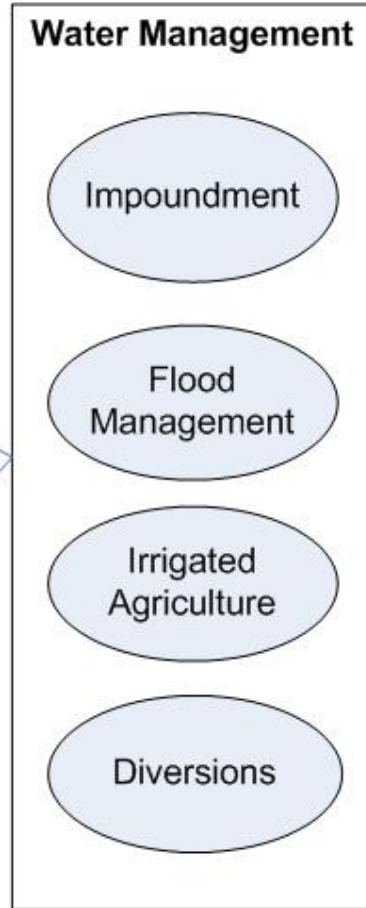 Water Management
Impoundment
Flood
Management
Irrigated
Agriculture
Diversions